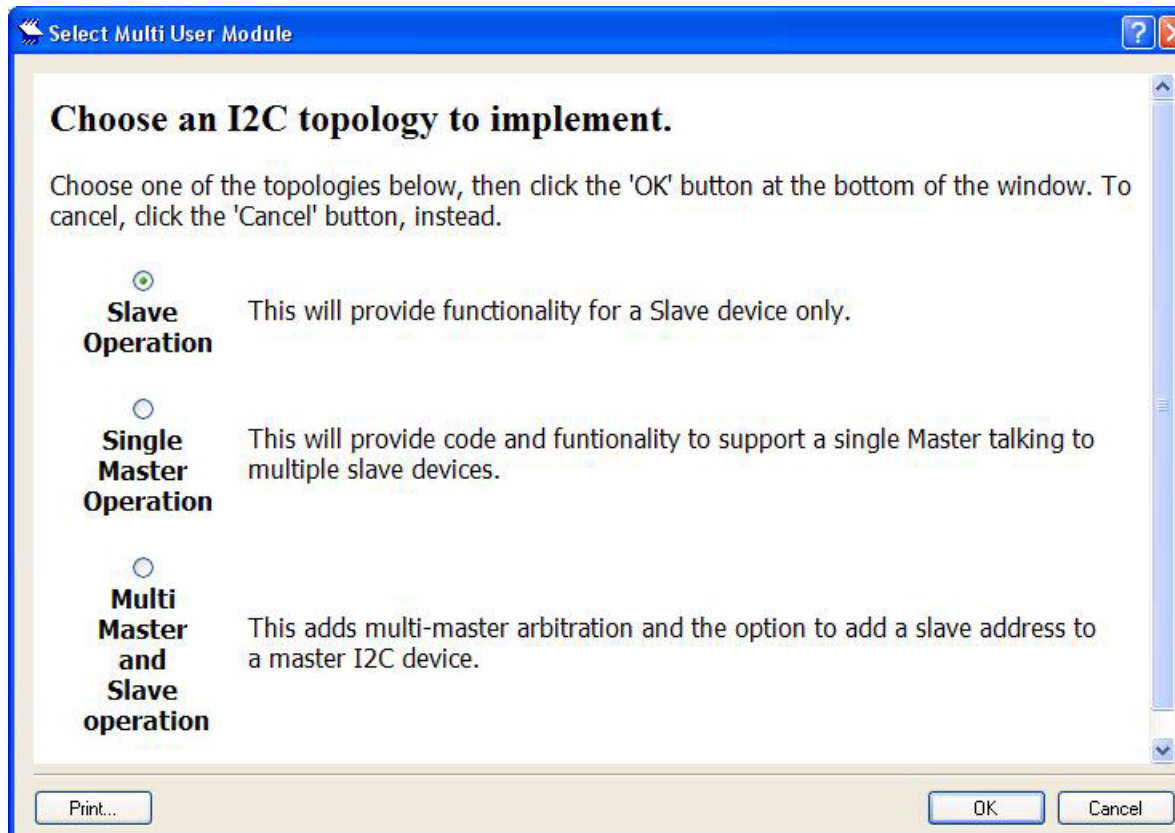 Select Multi User Module
Choose an I2C topology to implement.
Choose one of the topologies below, then click the 'OK' button at the bottom of the window. To
cancel, click the 'Cancel' button, instead.
Slave
Operation
This will provide functionality for a Slave device only.
Single
Master
Operation
This will provide code and funtionality to support a single Master talking to
multiple slave devices.
Multi
Master
and
Slave
operation
This adds multi-master arbitration and the option to add a slave address to
a master I2C device.
Print...
OK
Cancel